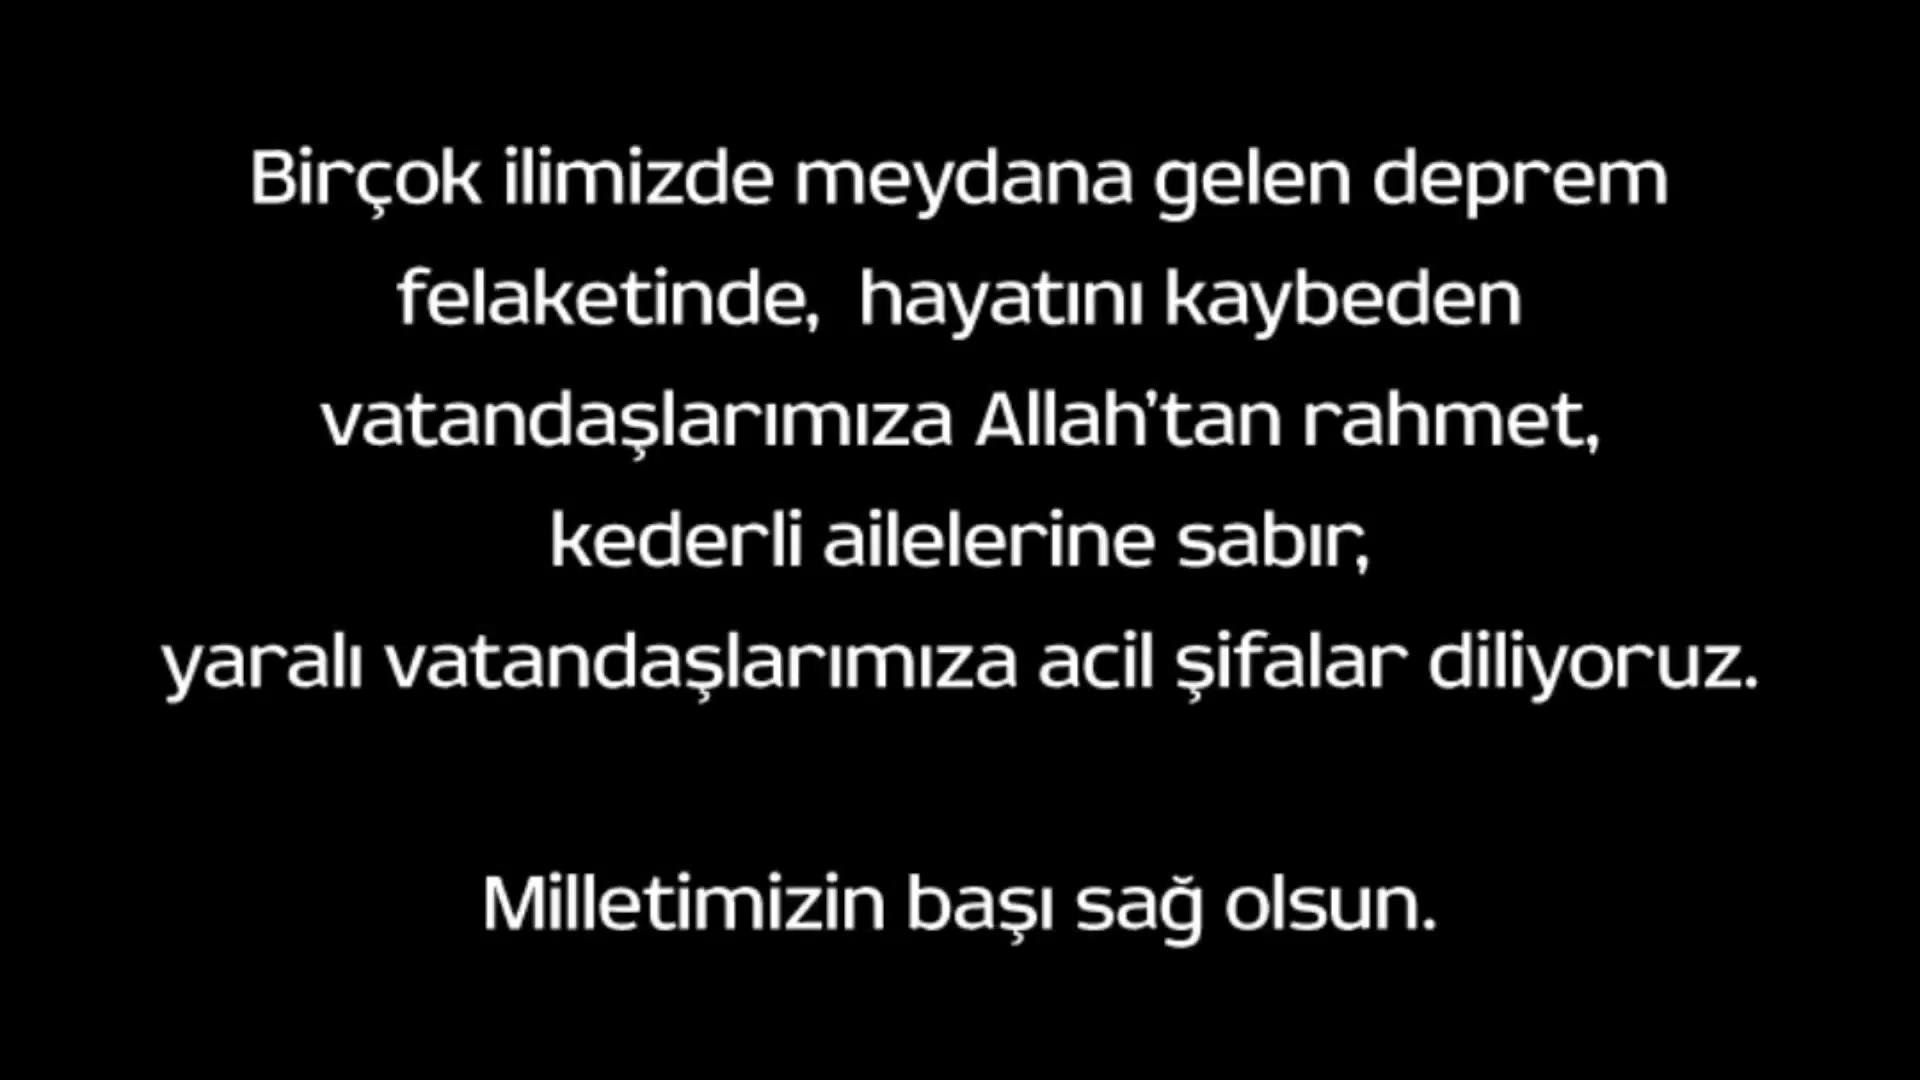 Birçok ilimizde meydana gelen deprem
felaketinde, hayatını kaybeden
vatandaşlarımıza Allah'tan rahmet,
kederli ailelerine sabır,
yaralı vatandaşlarımıza acil şifalar diliyoruz.
Milletimizin başı sağ olsun.